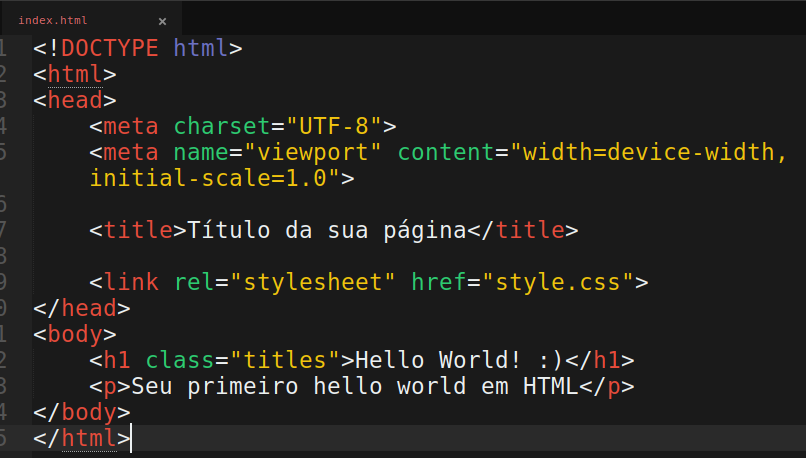 index.html ×
1 <!DOCTYPE html>
2 <html>
3 <head>
4     <meta charset="UTF-8">
5     <meta name="viewport" content="width=device-width,
    initial-scale=1.0">
6
7     <title>Título da sua página</title>
8
9     <link rel="stylesheet" href="style.css">
0 </head>
1 <body>
2     <h1 class="titles">Hello World! :)</h1>
3     <p>Seu primeiro hello world em HTML</p>
4 </body>
5 </html>